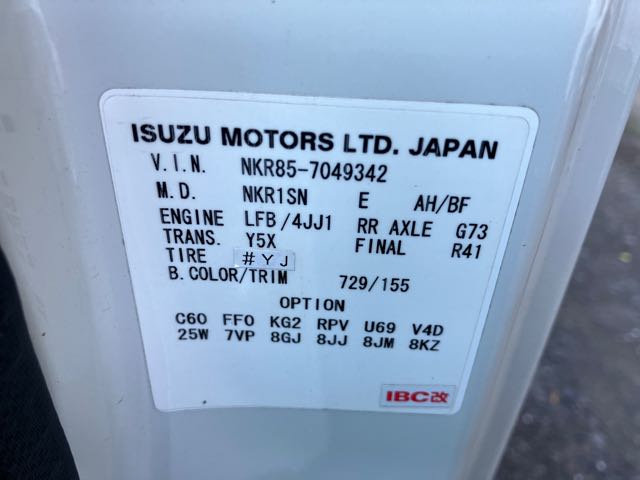 ISUZU MOTORS LTD. JAPAN
V.I.N. NKR85-7049342
M.D. NKR1SN E AH/BF
ENGINE LFB/4JJ1 RR AXLE G73
TRANS. Y5X FINAL R41
TIRE #YJ
B.COLOR/TRIM 729/155
OPTION
C60 FF0 KG2 RPV U69 V4D
25W 7VP 8GJ 8JJ 8JM 8KZ
IBC改